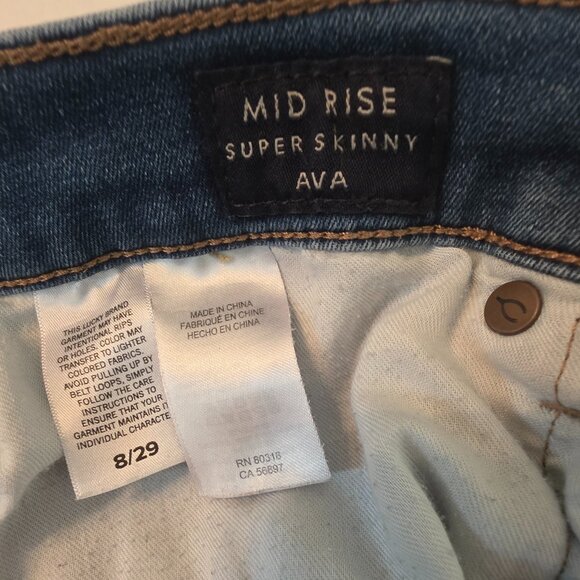 MID RISE
SUPER SKINNY
AVA
THIS LUCKY BRAND
GARMENT MAY HAVE
INTENTIONAL RIPS
OR HOLES. COLOR MAY
TRANSFER TO LIGHTER
COLORED FABRICS.
AVOID PULLING UP BY
BELT LOOPS, SIMPLY
FOLLOW THE CARE
INSTRUCTIONS TO
ENSURE THAT YOUR
GARMENT MAINTAINS IT
INDIVIDUAL CHARACTE
8/29
MADE IN CHINA
FABRIQUÉ EN CHINE
HECHO EN CHINA
RN 80318
CA 56897